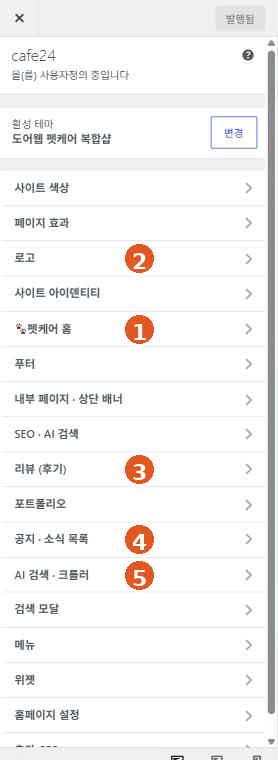 발행됨
cafe24
을(를) 사용자정의 중입니다
활성 테마
도어웹 펫케어 복합샵
변경
사이트 색상
페이지 효과
로고 2
사이트 아이덴티티
🐾펫케어 홈 1
푸터
내부 페이지 · 상단 배너
SEO · AI 검색
리뷰 (후기) 3
포트폴리오
공지 · 소식 목록 4
AI 검색 · 크롤러 5
검색 모달
메뉴
위젯
홈페이지 설정